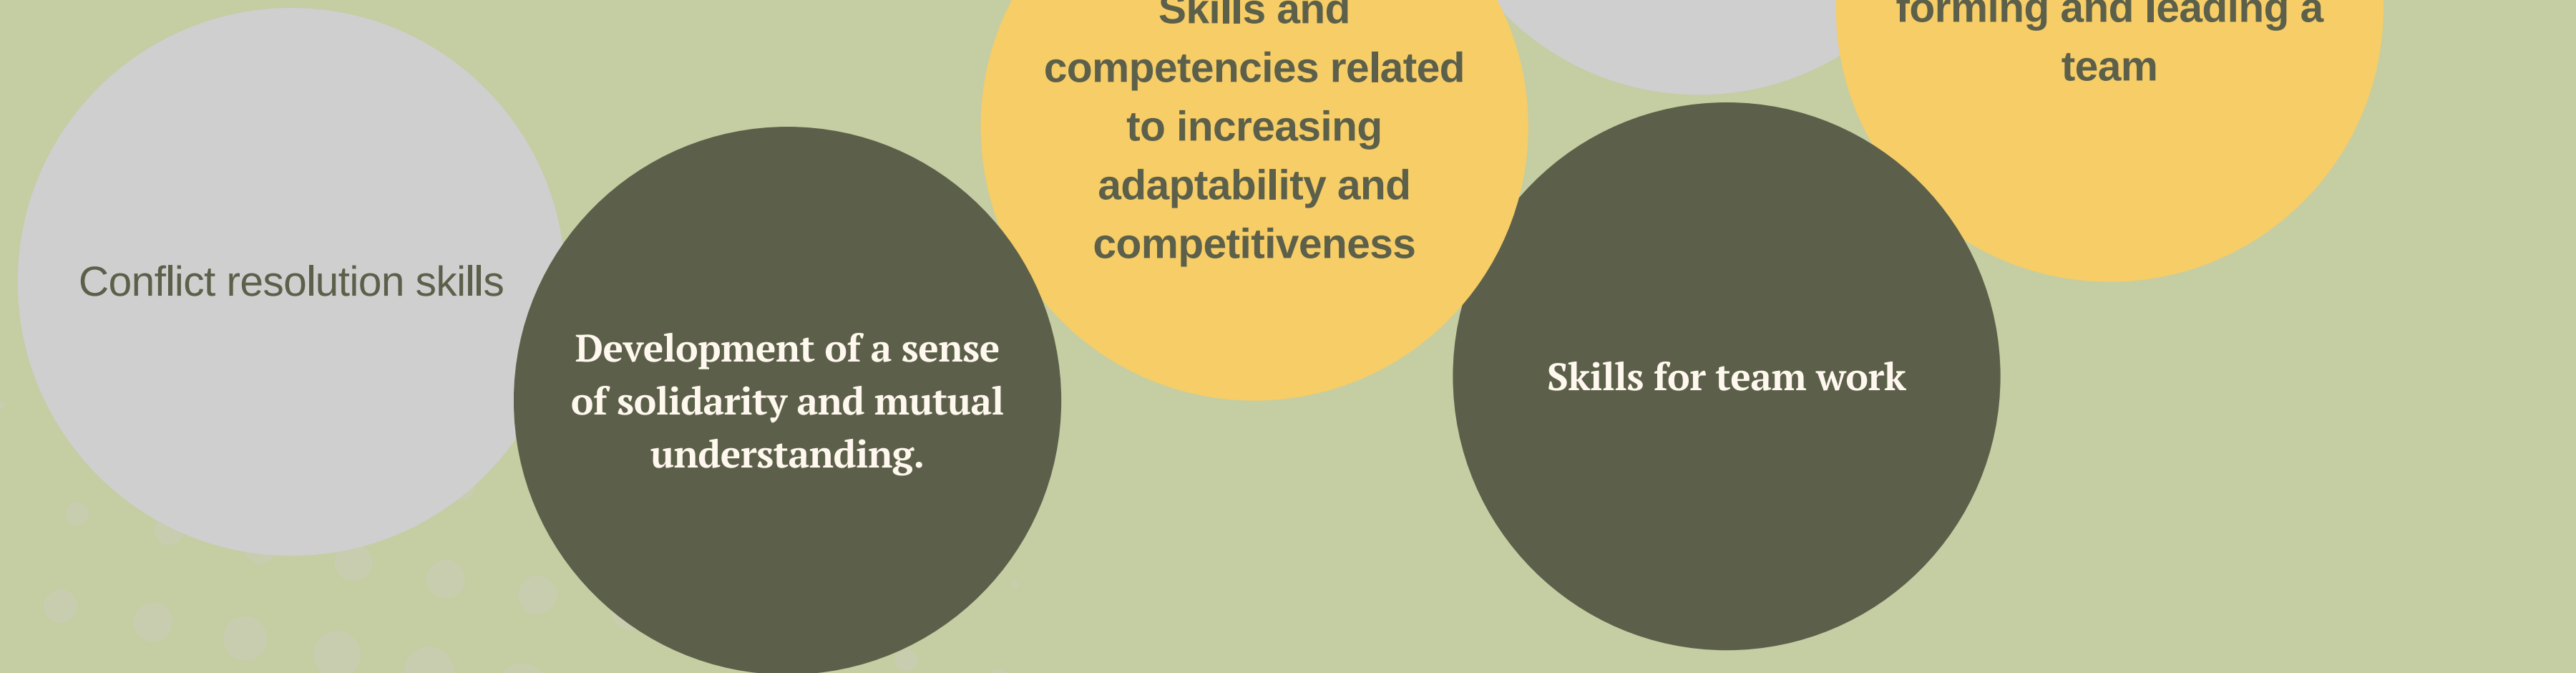 Conflict resolution skills
Development of a sense
of solidarity and mutual
understanding.
Skills and
competencies related
to increasing
adaptability and
competitiveness
Skills for team work
forming and leading a
team